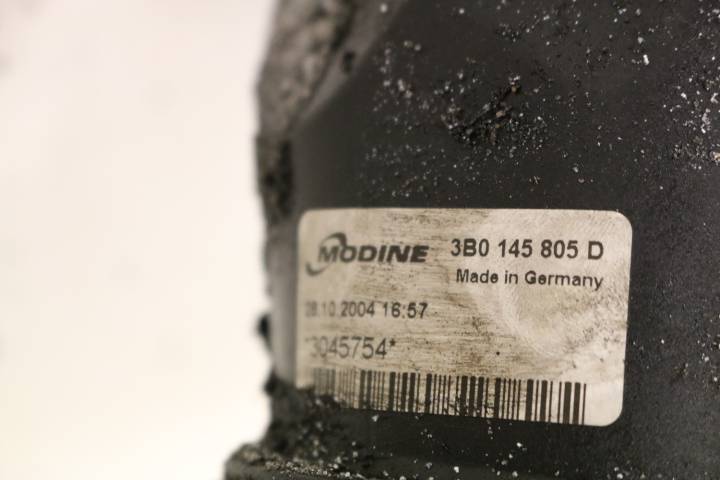 MODINE 3B0 145 805 D
Made in Germany
28.10.2004 16:57
*3045754*